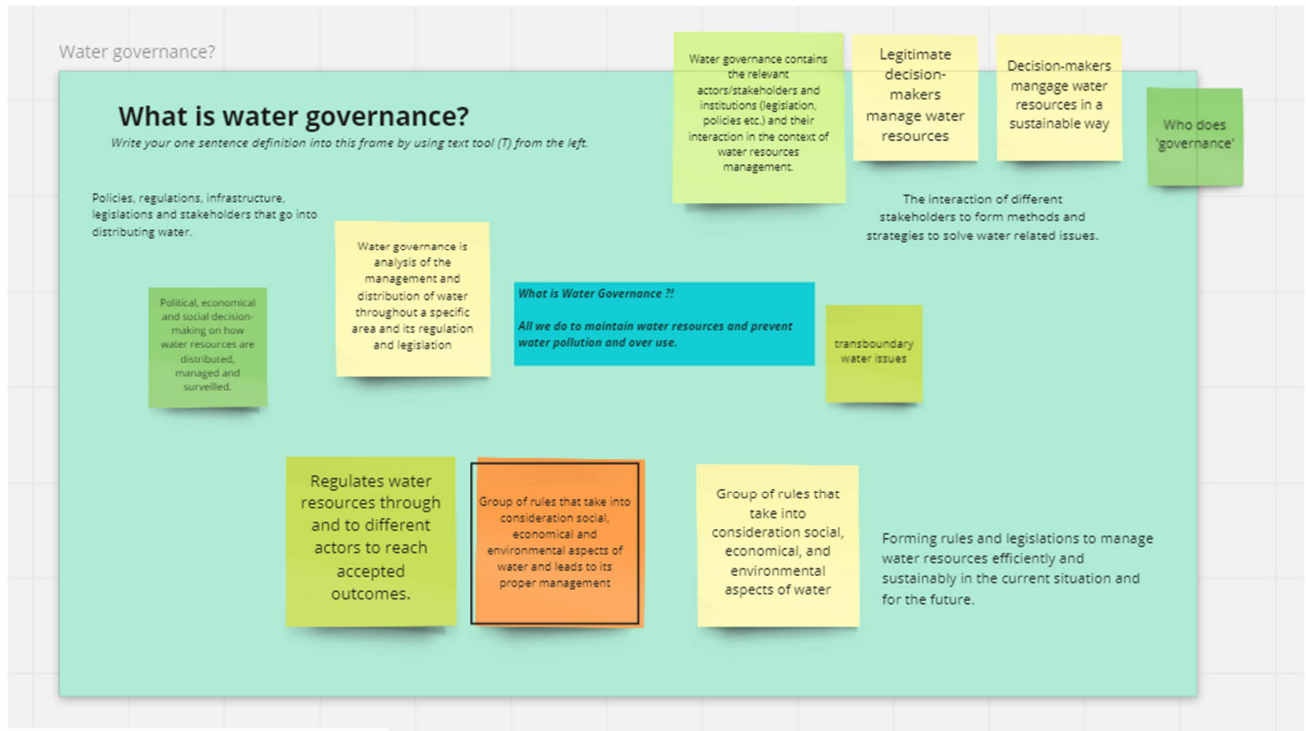 Water governance?
What is water governance?
Write your one sentence definition into this frame by using text tool (T) from the left.
Water governance contains
the relevant
actors/stakeholders and
institutions (legislation,
policies etc.) and their
interaction in the context of
water resources
management.
Legitimate
decision-
makers
manage water
resources
Decision-makers
mangage water
resources in a
sustainable way
Who does
'governance'
Policies, regulations, infrastructure,
legislations and stakeholders that go into
distributing water.
The interaction of different
stakeholders to form methods and
strategies to solve water related issues.
Water governance is
analysis of the
management and
distribution of water
throughout a specific
area and its regulation
and legislation
Political, economical
and social decision-
making on how
water resources are
distributed,
managed and
surveilled.
What is Water Governance ?!
All we do to maintain water resources and prevent
water pollution and over use.
transboundary
water issues
Regulates water
resources through
and to different
actors to reach
accepted
outcomes.
Group of rules that take into
consideration social,
economical and
environmental aspects of
water and leads to its
proper management
Group of rules that
take into
consideration social,
economical, and
environmental
aspects of water
Forming rules and legislations to manage
water resources efficiently and
sustainably in the current situation and
for the future.